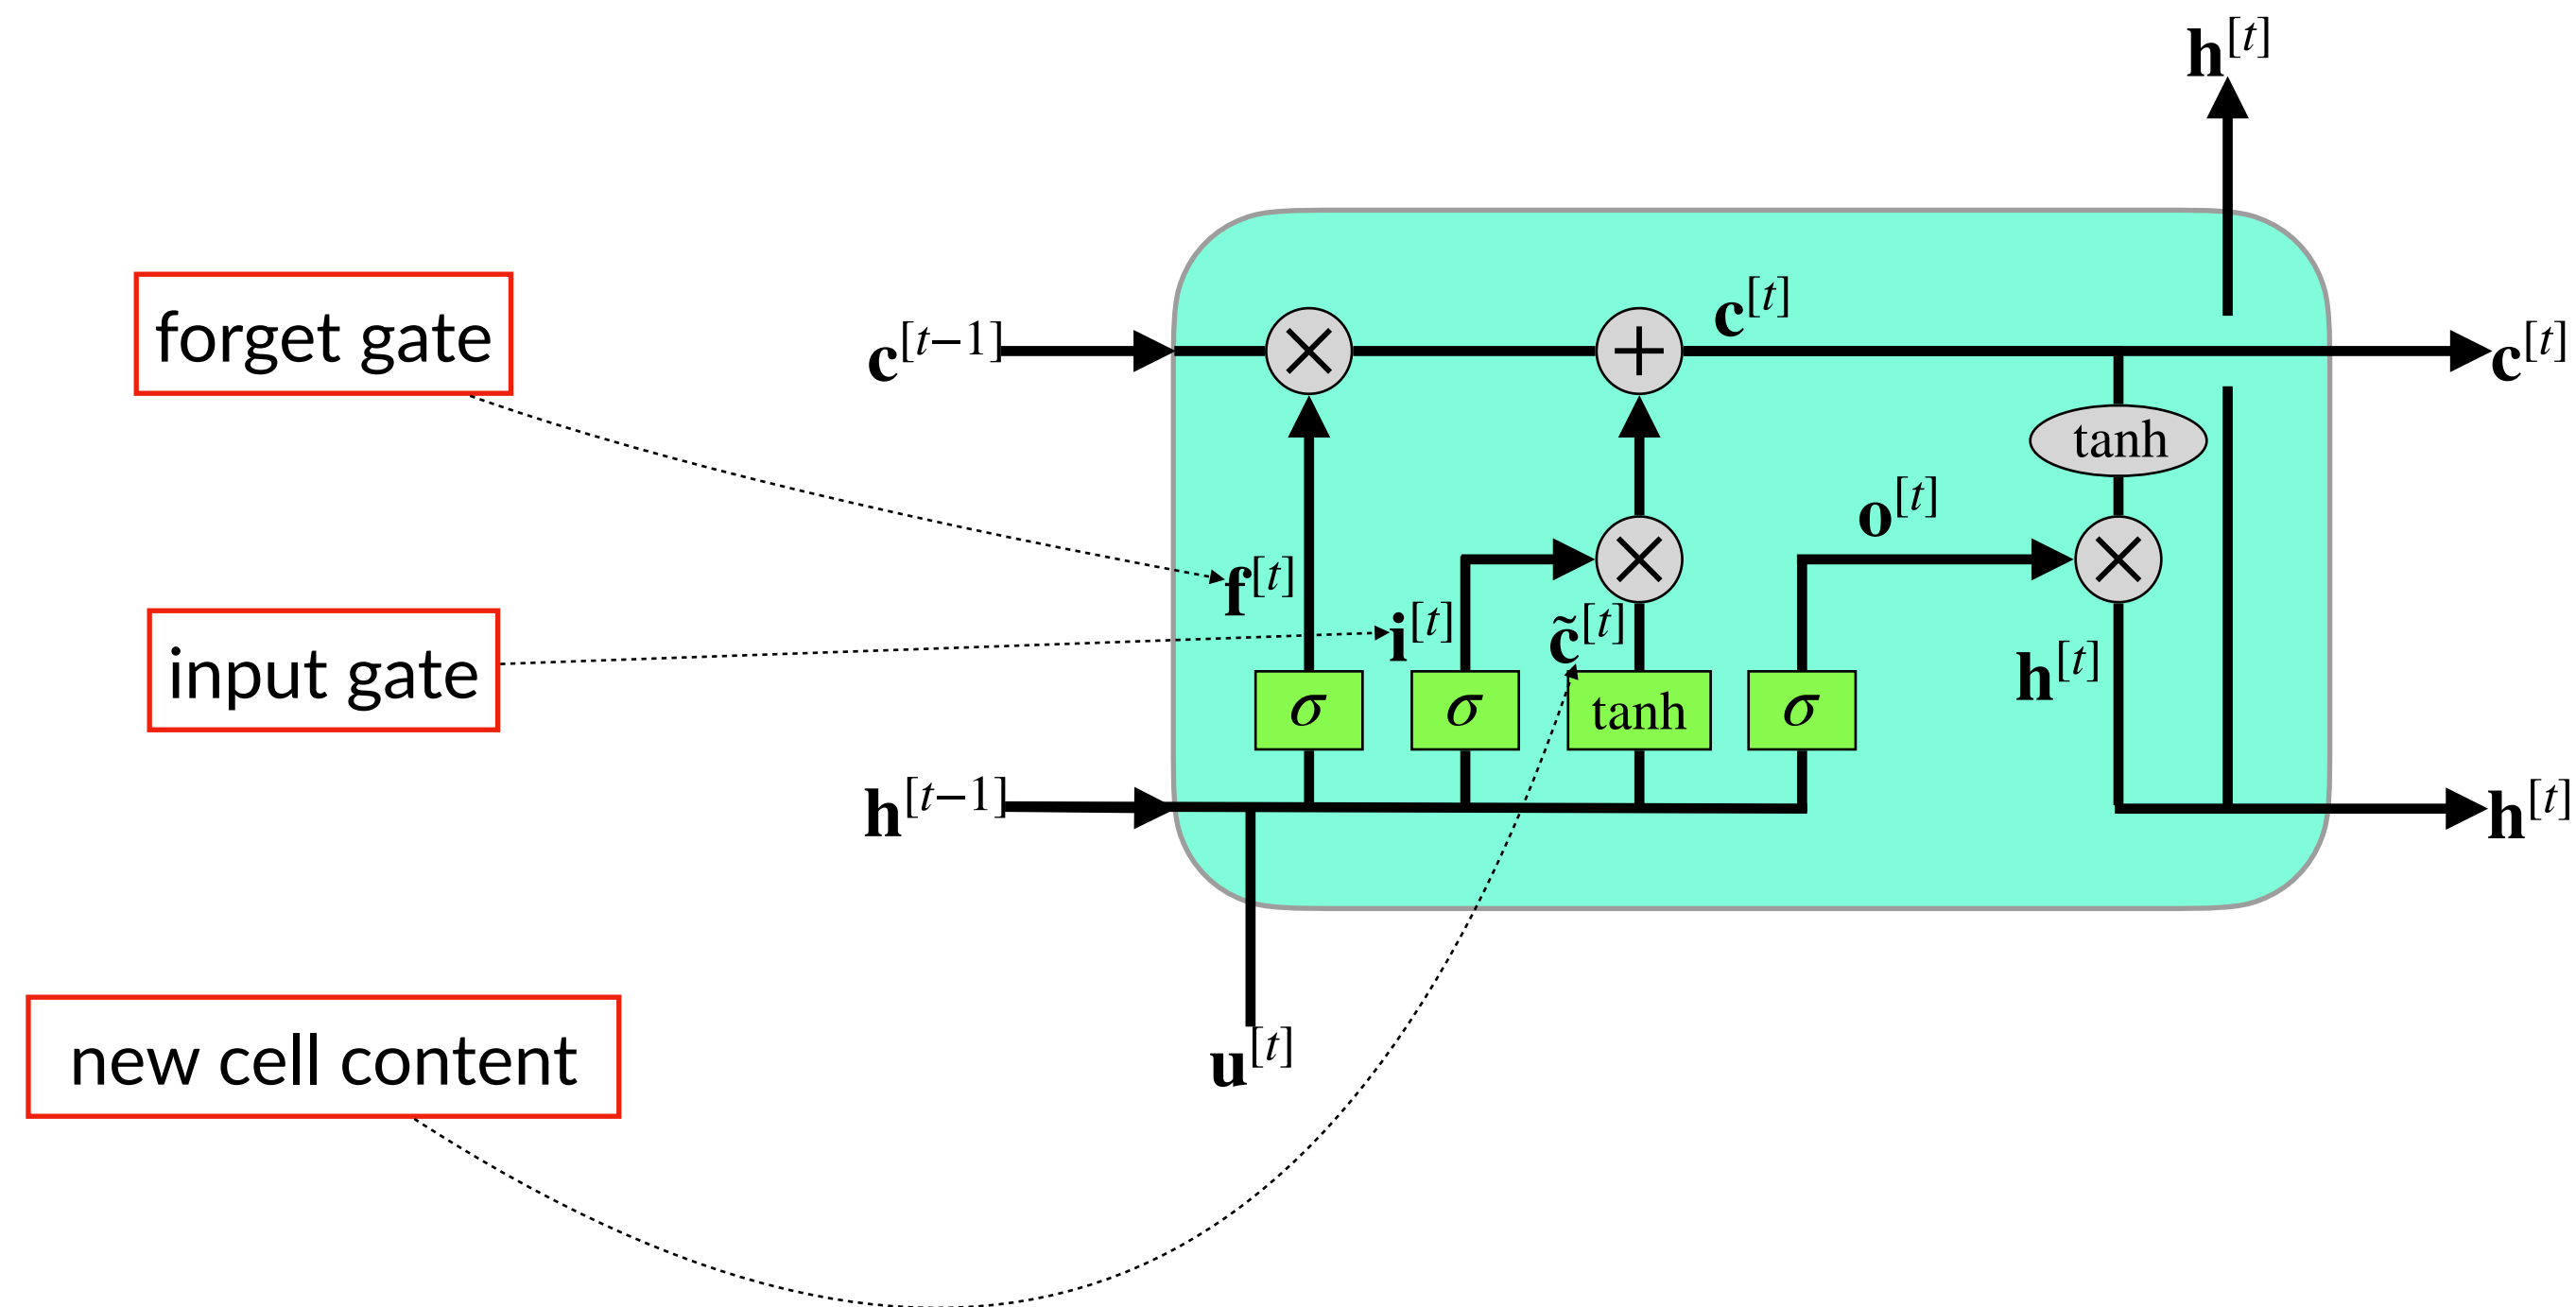 h[t]
forget gate
c[t−1]
×
+
c[t]
c[t]
tanh
o[t]
×
×
f[t]
i[t]
c̃[t]
h[t]
input gate
σ
σ
tanh
σ
h[t−1]
h[t]
new cell content
u[t]